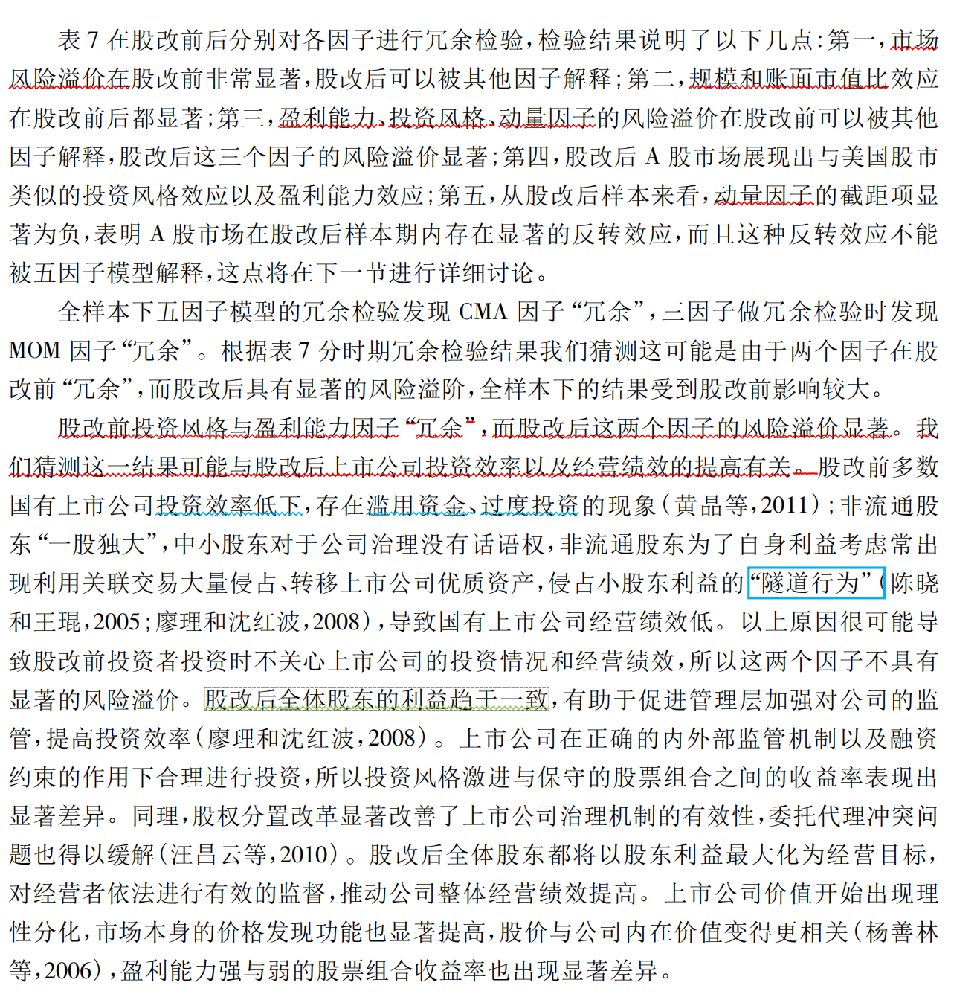 表 7 在股改前后分别对各因子进行冗余检验,检验结果说明了以下几点:第一,市场
风险溢价在股改前非常显著,股改后可以被其他因子解释;第二,规模和账面市值比效应
在股改前后都显著;第三,盈利能力、投资风格、动量因子的风险溢价在股改前可以被其他
因子解释,股改后这三个因子的风险溢价显著;第四,股改后 A 股市场展现出与美国股市
类似的投资风格效应以及盈利能力效应;第五,从股改后样本来看,动量因子的截距项显
著为负,表明 A 股市场在股改后样本期内存在显著的反转效应,而且这种反转效应不能
被五因子模型解释,这点将在下一节进行详细讨论。
全样本下五因子模型的冗余检验发现 CMA 因子“冗余”,三因子做冗余检验时发现
MOM 因子“冗余”。根据表 7 分时期冗余检验结果我们猜测这可能是由于两个因子在股
改前“冗余”,而股改后具有显著的风险溢阶,全样本下的结果受到股改前影响较大。
股改前投资风格与盈利能力因子“冗余”,而股改后这两个因子的风险溢价显著。我
们猜测这一结果可能与股改后上市公司投资效率以及经营绩效的提高有关。股改前多数
国有上市公司投资效率低下,存在滥用资金、过度投资的现象(黄晶等,2011);非流通股
东“一股独大”,中小股东对于公司治理没有话语权,非流通股东为了自身利益考虑常出
现利用关联交易大量侵占、转移上市公司优质资产,侵占小股东利益的“隧道行为”(陈晓
和王琨,2005;廖理和沈红波,2008),导致国有上市公司经营绩效低。以上原因很可能导
致股改前投资者投资时不关心上市公司的投资情况和经营绩效,所以这两个因子不具有
显著的风险溢价。股改后全体股东的利益趋于一致,有助于促进管理层加强对公司的监
管,提高投资效率(廖理和沈红波,2008)。上市公司在正确的内外部监管机制以及融资
约束的作用下合理进行投资,所以投资风格激进与保守的股票组合之间的收益率表现出
显著差异。同理,股权分置改革显著改善了上市公司治理机制的有效性,委托代理冲突问
题也得以缓解(汪昌云等,2010)。股改后全体股东都将以股东利益最大化为经营目标,
对经营者依法进行有效的监督,推动公司整体经营绩效提高。上市公司价值开始出现理
性分化,市场本身的价格发现功能也显著提高,股价与公司内在价值变得更相关(杨善林
等,2006),盈利能力强与弱的股票组合收益率也出现显著差异。